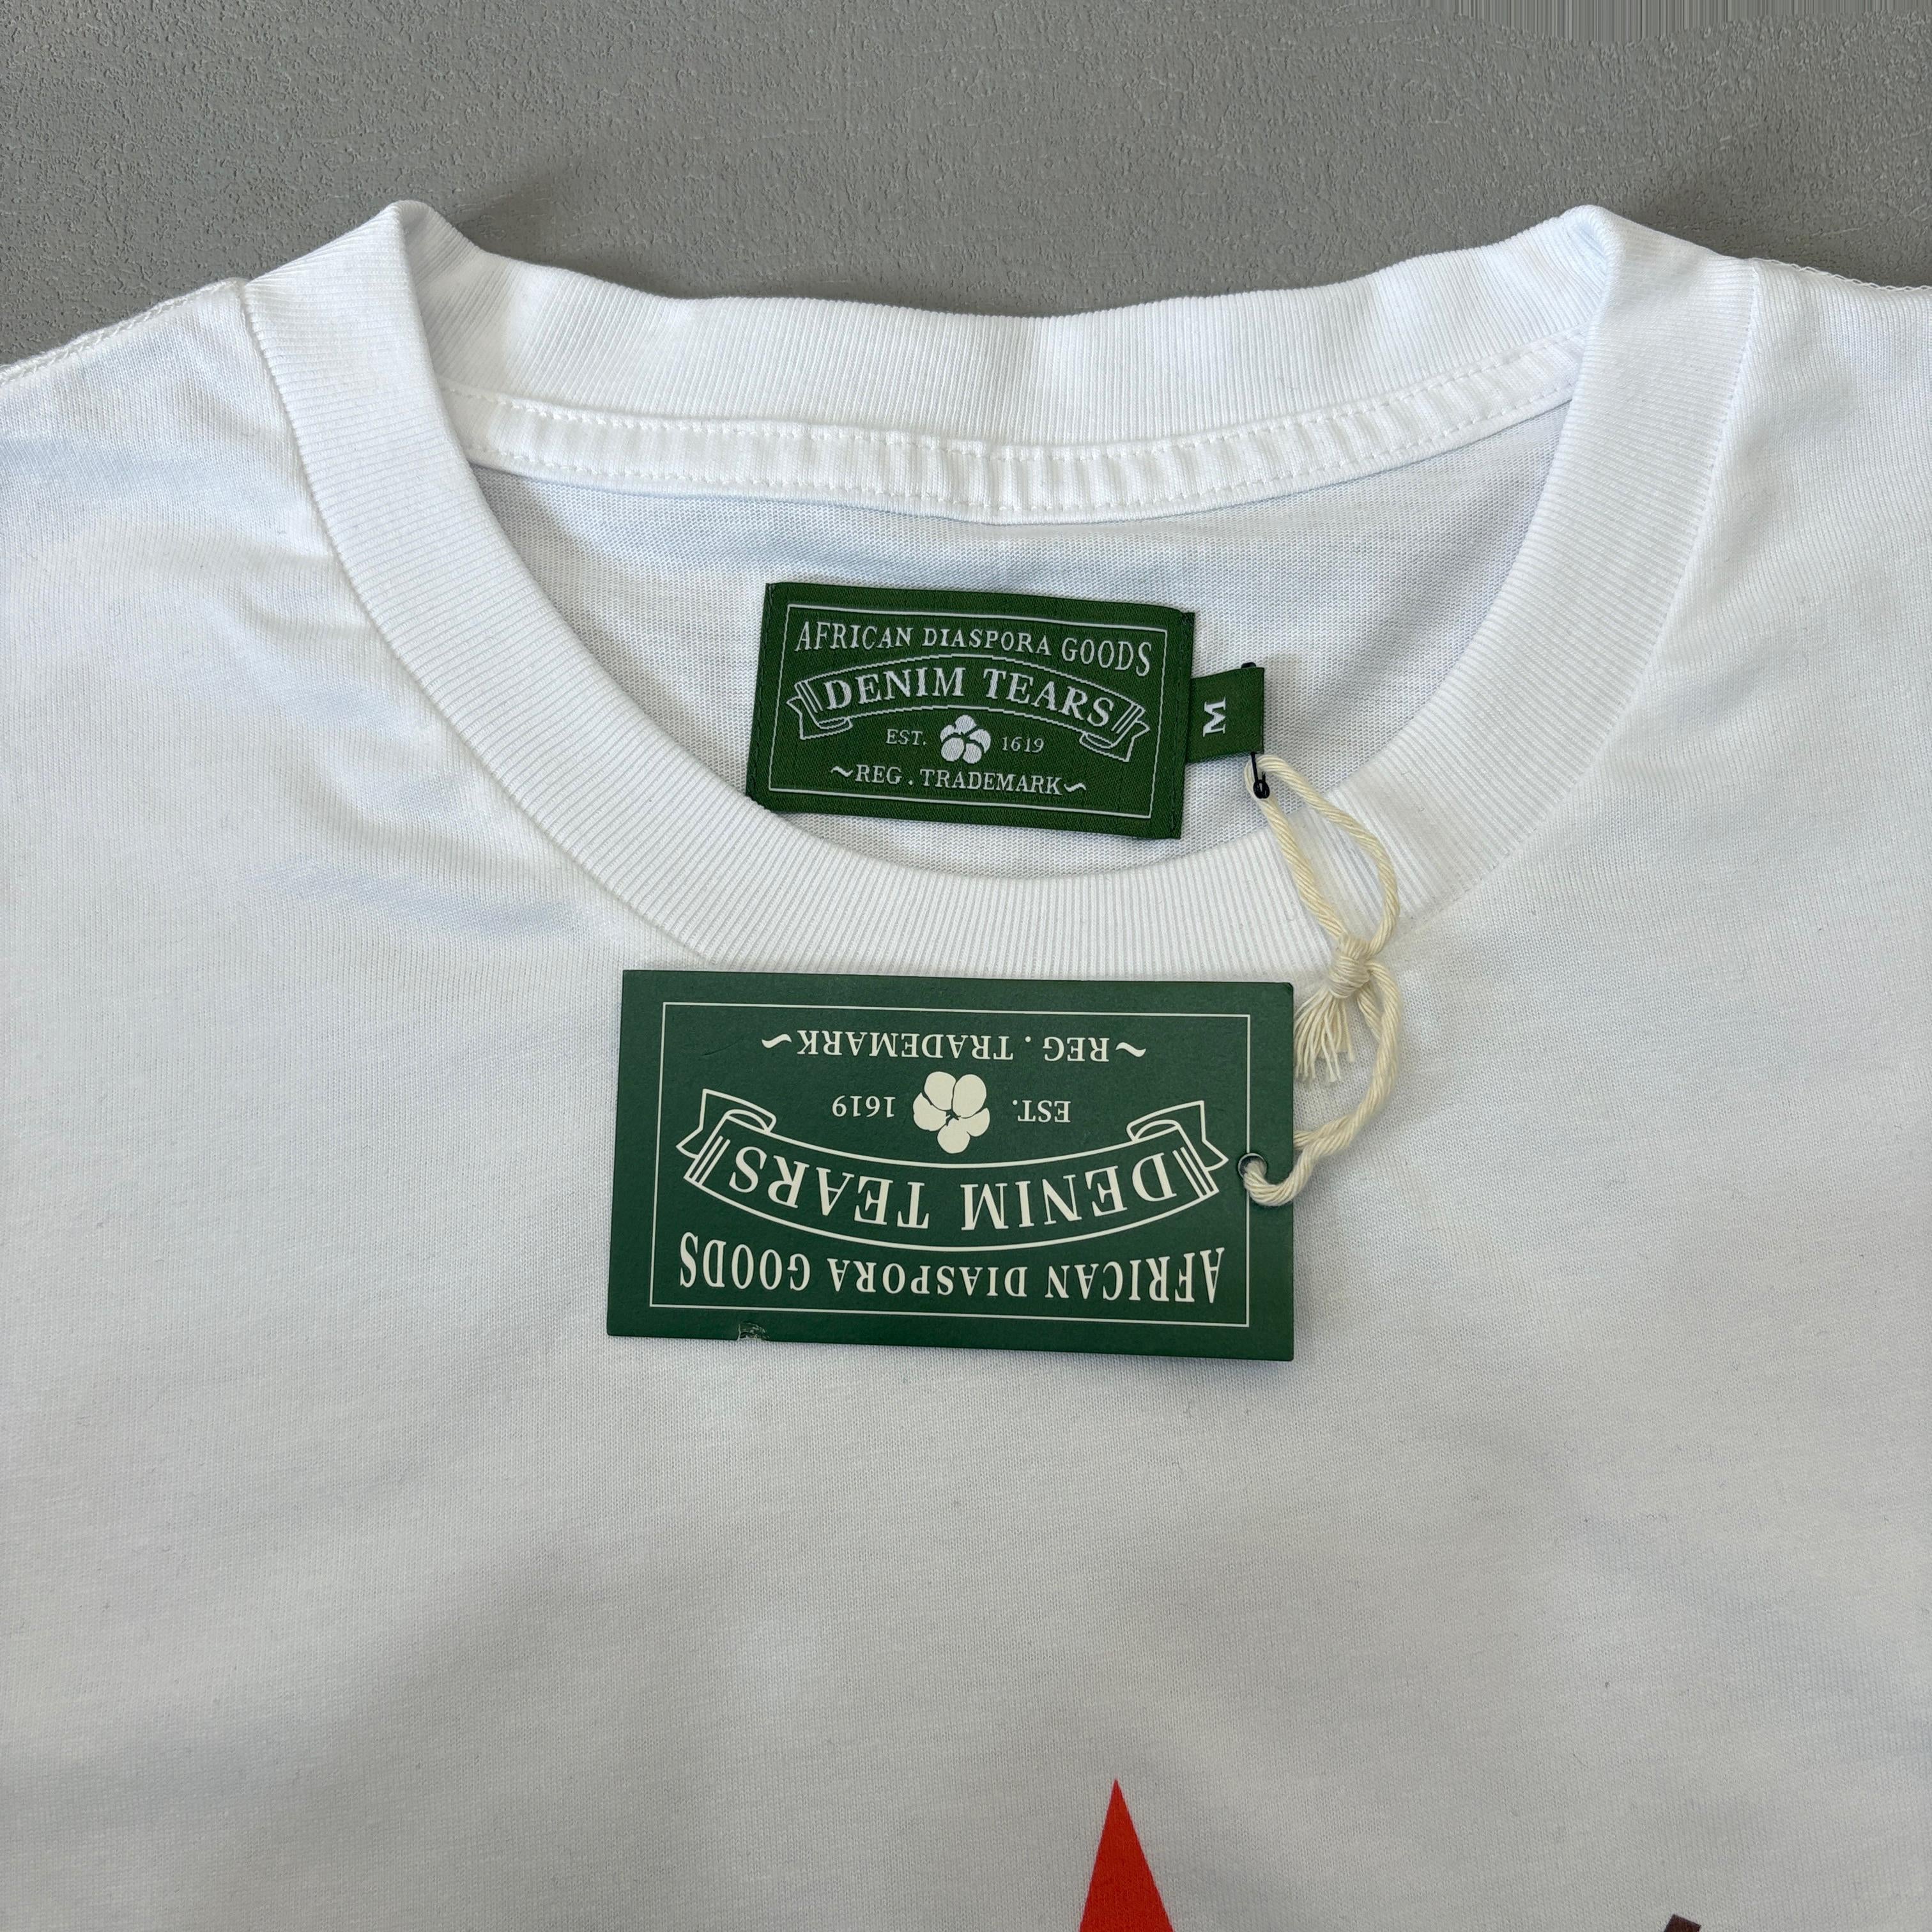 AFRICAN DIASPORA GOODS
DENIM TEARS
EST. 1619
~REG. TRADEMARK~
M
AFRICAN DIASPORA GOODS
DENIM TEARS
EST. 1619
~REG. TRADEMARK~